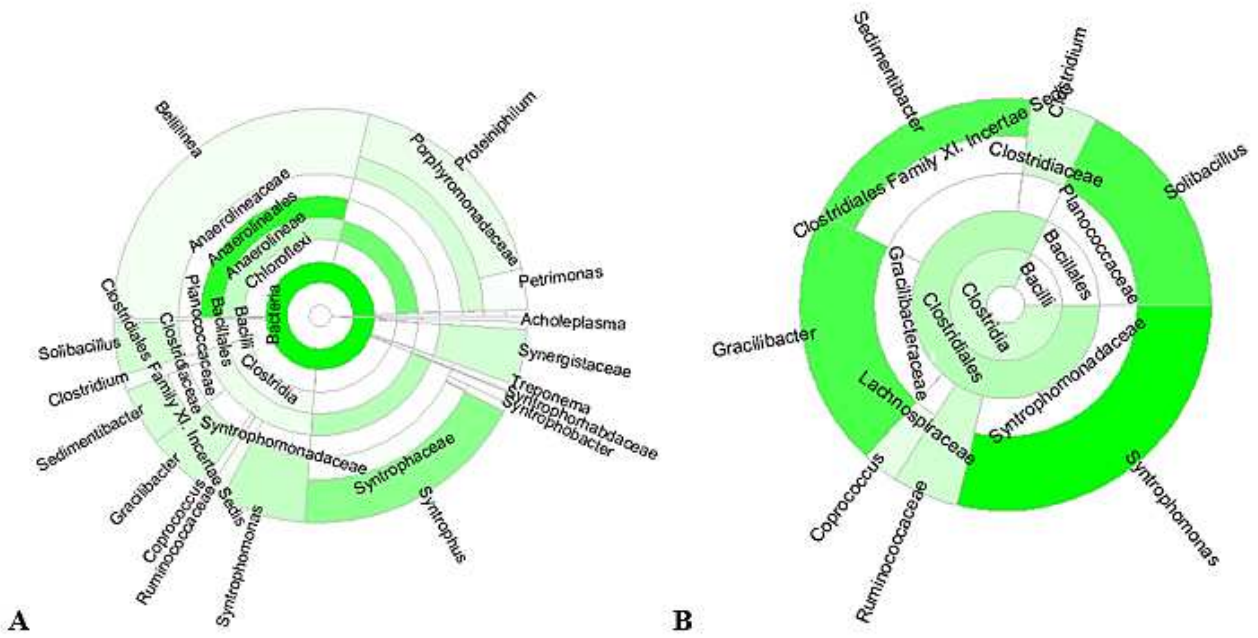 Bellilinea
Proteiniphilum
Porphyromonadaceae
Anaerolineaceae
Anaerolineales
Anaerolineae
Chloroflexi
Bacteria
Petrimonas
Acholeplasma
Synergistaceae
Treponema
Syntrophorhabdaceae
Syntrophobacter
Planococcaceae
Bacillales
Bacilli
Clostridia
Clostridiales Family XI. Incertae Sedis
Clostridiaceae
Solibacillus
Clostridium
Sedimentibacter
Gracilibacter
Coprococcus
Ruminococcaceae
Syntrophomonas
Syntrophomonadaceae
Syntrophaceae
Syntrophus
A
Sedimentibacter
Clostridium
Clostridiales Family XI. Incertae Sedis
Clostridiaceae
Solibacillus
Planococcaceae
Bacillales
Bacilli
Clostridia
Clostridiales
Gracilibacteraceae
Gracilibacter
Lachnospiraceae
Syntrophomonadaceae
Coprococcus
Ruminococcaceae
Syntrophomonas
B